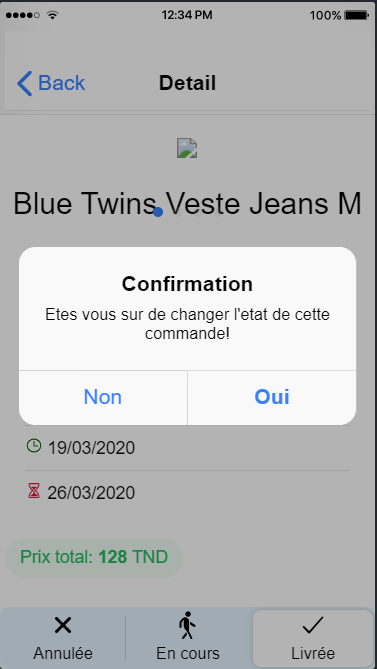 12:34 PM 100%
Back Detail
Blue Twins Veste Jeans M
Confirmation
Etes vous sur de changer l'etat de cette
commande!
Non Oui
19/03/2020
26/03/2020
Prix total: 128 TND
Annulée En cours Livrée